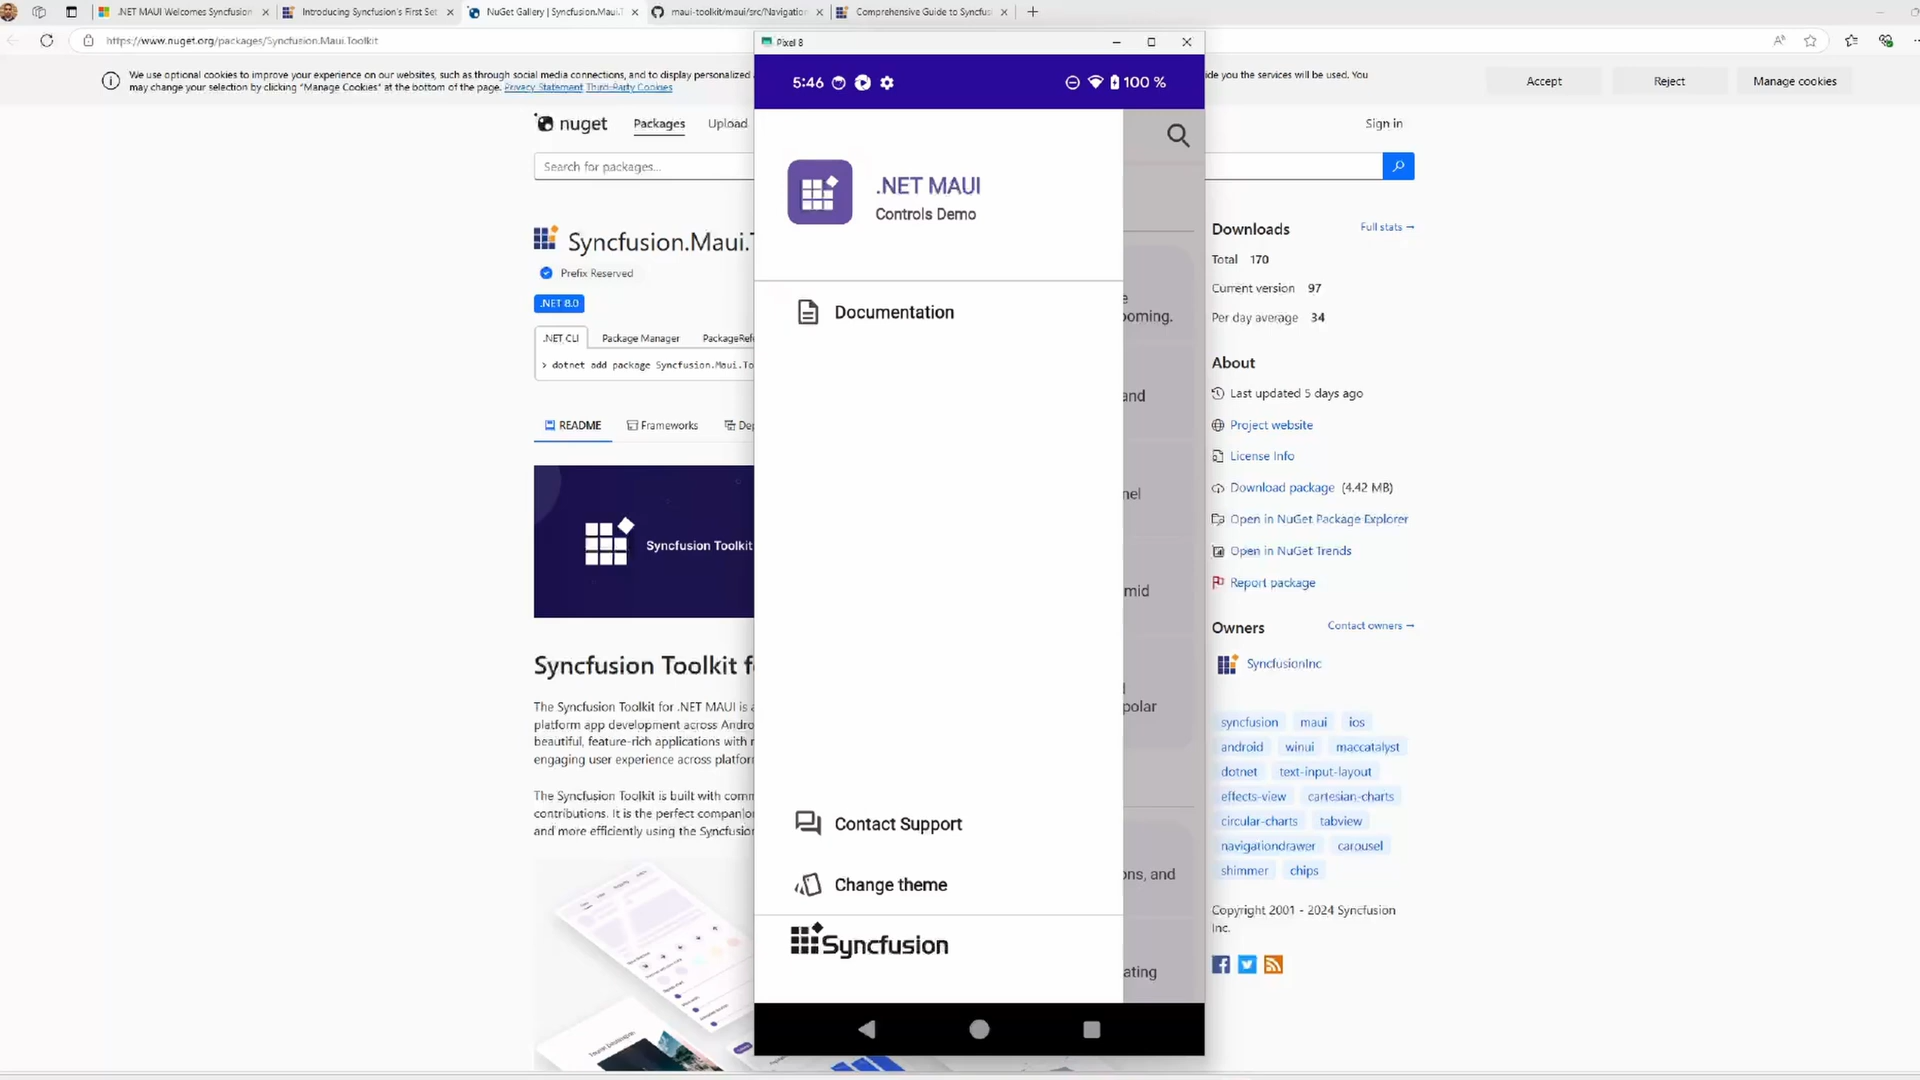 .NET MAUI Welcomes Syncfusion
Introducing Syncfusion's First Set
NuGet Gallery | Syncfusion.Maui.T
maui-toolkit/maui/src/Navigation
Comprehensive Guide to Syncfus
https://www.nuget.org/packages/Syncfusion.Maui.Toolkit
Pixel 8
We use optional cookies to improve your experience on our websites, such as through social media connections, and to display personalized
ide you the services will be used. You
may change your selection by clicking "Manage Cookies" at the bottom of the page. Privacy Statement Third-Party Cookies
Accept
Reject
Manage cookies
5:46
100 %
nuget
Packages
Upload
Sign in
Search for packages...
.NET MAUI
Controls Demo
Syncfusion.Maui.T
Prefix Reserved
.NET 8.0
.NET CLI
Package Manager
PackageRef
> dotnet add package Syncfusion.Maui.To
README
Frameworks
Dep
Syncfusion Toolkit
Syncfusion Toolkit f
The Syncfusion Toolkit for .NET MAUI is a
platform app development across Andro
beautiful, feature-rich applications with r
engaging user experience across platfor
The Syncfusion Toolkit is built with comm
contributions. It is the perfect companion
and more efficiently using the Syncfusio
Documentation
e
ooming.
and
nel
mid
polar
ons, and
ating
Contact Support
Change theme
Syncfusion
Downloads
Full stats →
Total 170
Current version 97
Per day average 34
About
Last updated 5 days ago
Project website
License Info
Download package (4.42 MB)
Open in NuGet Package Explorer
Open in NuGet Trends
Report package
Owners
Contact owners →
SyncfusionInc
syncfusion maui ios
android winui maccatalyst
dotnet text-input-layout
effects-view cartesian-charts
circular-charts tabview
navigationdrawer carousel
shimmer chips
Copyright 2001 - 2024 Syncfusion
Inc.